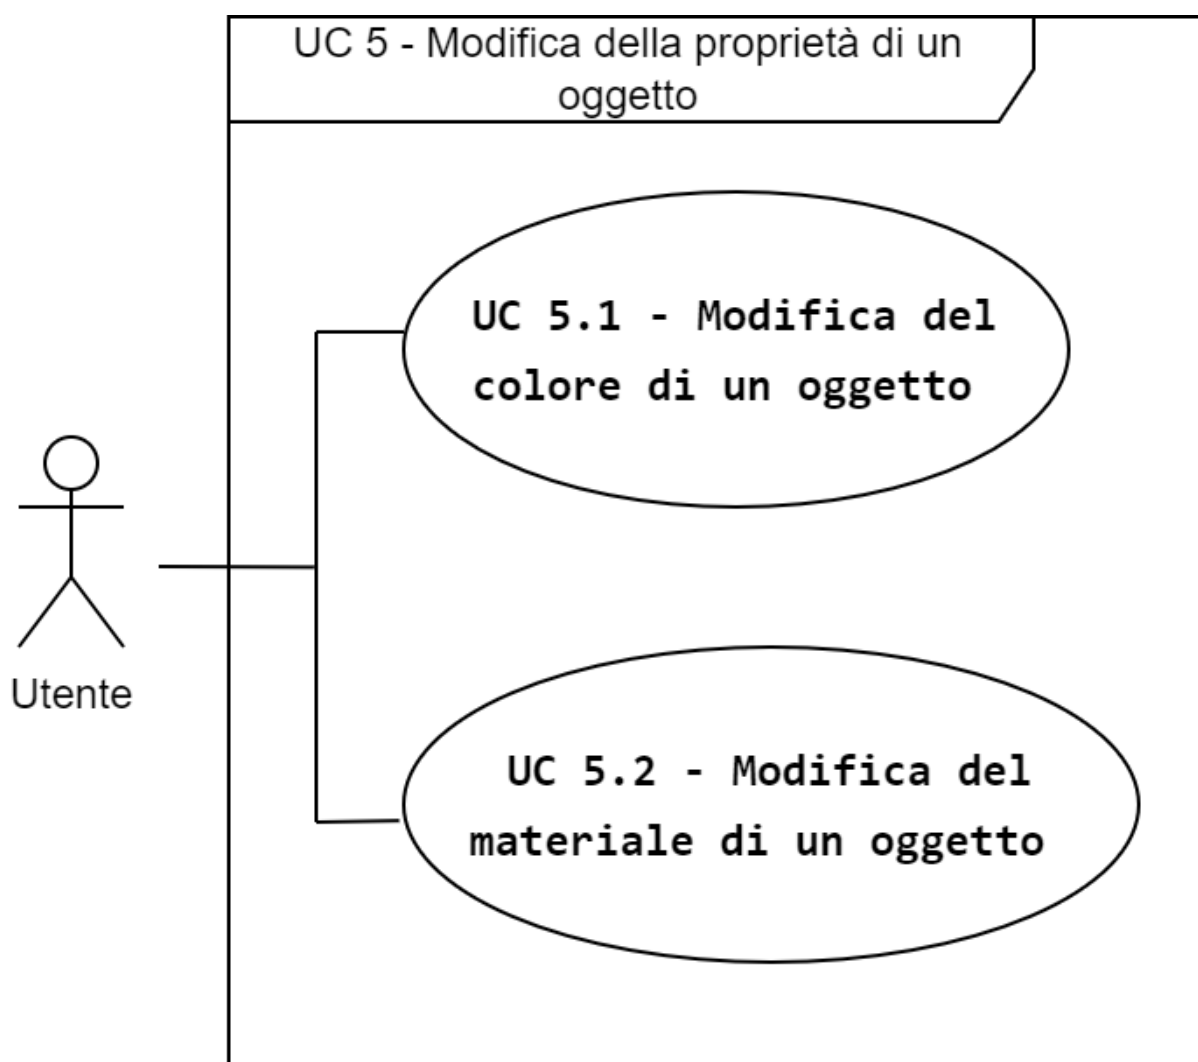 UC 5 - Modifica della proprietà di un
oggetto
UC 5.1 - Modifica del
colore di un oggetto
Utente
UC 5.2 - Modifica del
materiale di un oggetto